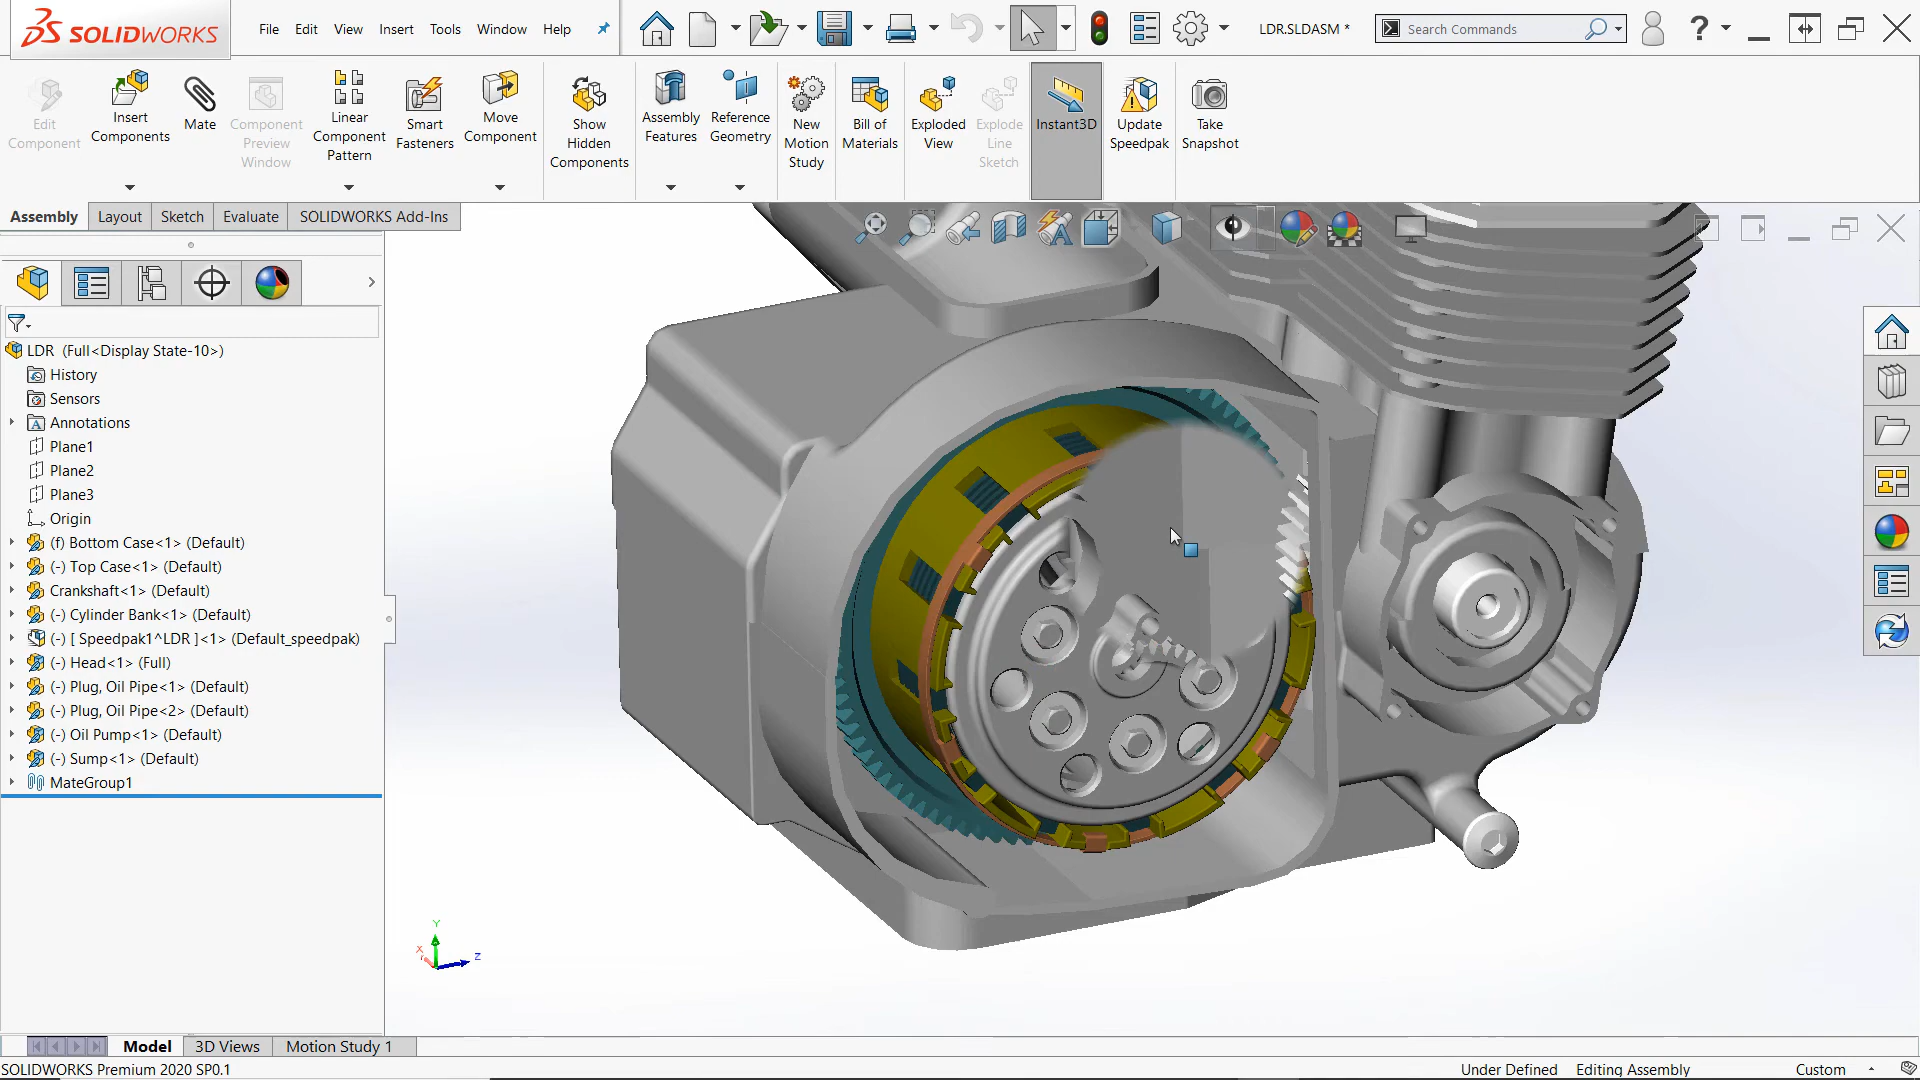 SOLIDWORKS
File Edit View Insert Tools Window Help
LDR.SLDASM *
Search Commands
?
Edit Component
Insert Components
Mate
Component Preview Window
Linear Component Pattern
Smart Fasteners
Move Component
Show Hidden Components
Assembly Features
Reference Geometry
New Motion Study
Bill of Materials
Exploded View
Explode Line Sketch
Instant3D
Update Speedpak
Take Snapshot
Assembly Layout Sketch Evaluate SOLIDWORKS Add-Ins
LDR (Full<Display State-10>)
History
Sensors
Annotations
Plane1
Plane2
Plane3
Origin
(f) Bottom Case<1> (Default)
(-) Top Case<1> (Default)
Crankshaft<1> (Default)
(-) Cylinder Bank<1> (Default)
(-) [ Speedpak1^LDR ]<1> (Default_speedpak)
(-) Head<1> (Full)
(-) Plug, Oil Pipe<1> (Default)
(-) Plug, Oil Pipe<2> (Default)
(-) Oil Pump<1> (Default)
(-) Sump<1> (Default)
MateGroup1
Y
X
Z
Model 3D Views Motion Study 1
SOLIDWORKS Premium 2020 SP0.1
Under Defined Editing Assembly Custom